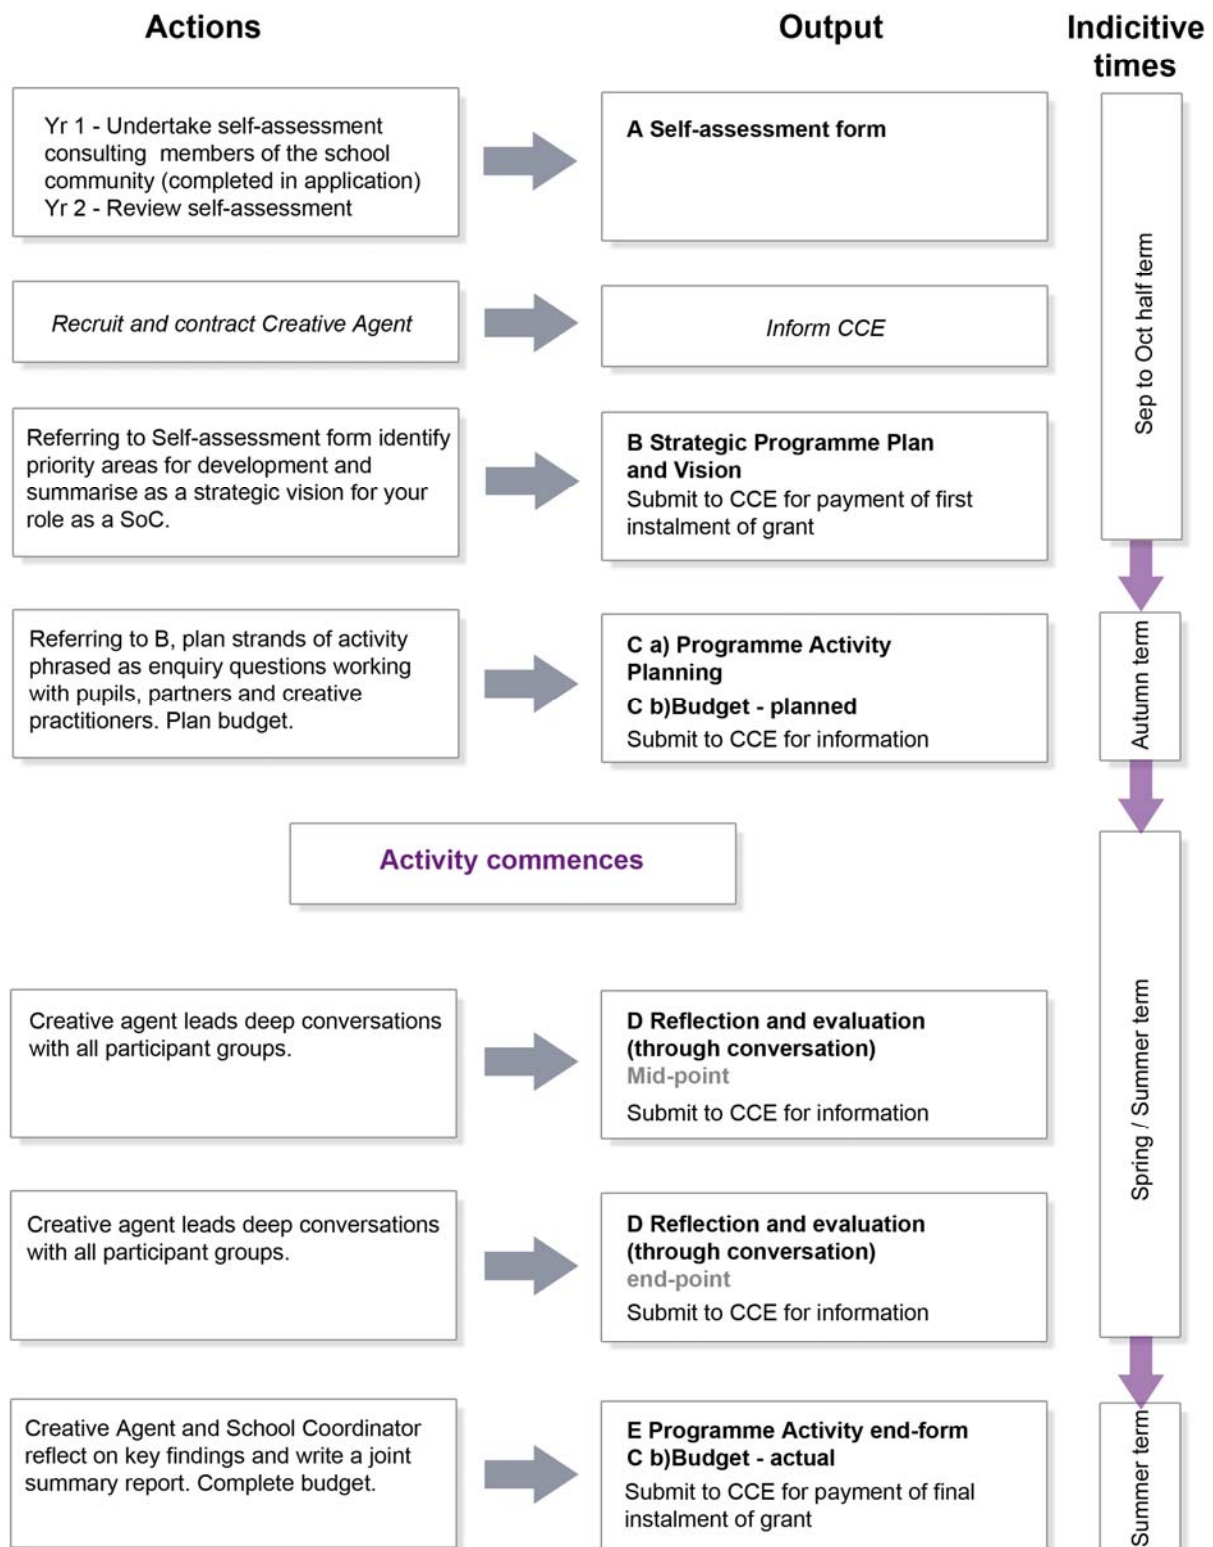 Actions
Output
Indicitive
times
Yr 1 - Undertake self-assessment
consulting members of the school
community (completed in application)
Yr 2 - Review self-assessment
A Self-assessment form
Sep to Oct half term
Recruit and contract Creative Agent
Inform CCE
Referring to Self-assessment form identify
priority areas for development and
summarise as a strategic vision for your
role as a SoC.
B Strategic Programme Plan
and Vision
Submit to CCE for payment of first
instalment of grant
Referring to B, plan strands of activity
phrased as enquiry questions working
with pupils, partners and creative
practitioners. Plan budget.
C a) Programme Activity
Planning
C b)Budget - planned
Submit to CCE for information
Autumn term
Activity commences
Creative agent leads deep conversations
with all participant groups.
D Reflection and evaluation
(through conversation)
Mid-point
Submit to CCE for information
Spring / Summer term
Creative agent leads deep conversations
with all participant groups.
D Reflection and evaluation
(through conversation)
end-point
Submit to CCE for information
Creative Agent and School Coordinator
reflect on key findings and write a joint
summary report. Complete budget.
E Programme Activity end-form
C b)Budget - actual
Submit to CCE for payment of final
instalment of grant
Summer term